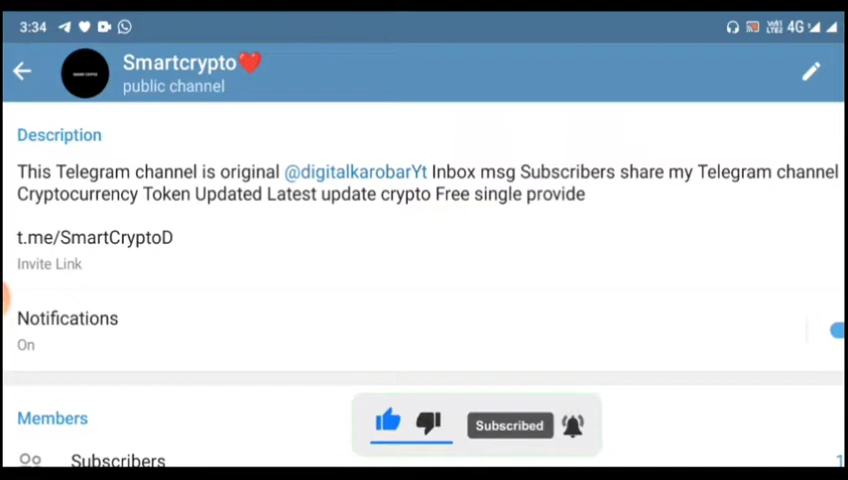 3:34 4G
Smartcrypto❤️
public channel
Description
This Telegram channel is original @digitalkarobarYt Inbox msg Subscribers share my Telegram channel
Cryptocurrency Token Updated Latest update crypto Free single provide
t.me/SmartCryptoD
Invite Link
Notifications
On
Members
Subscribed
Subscribers